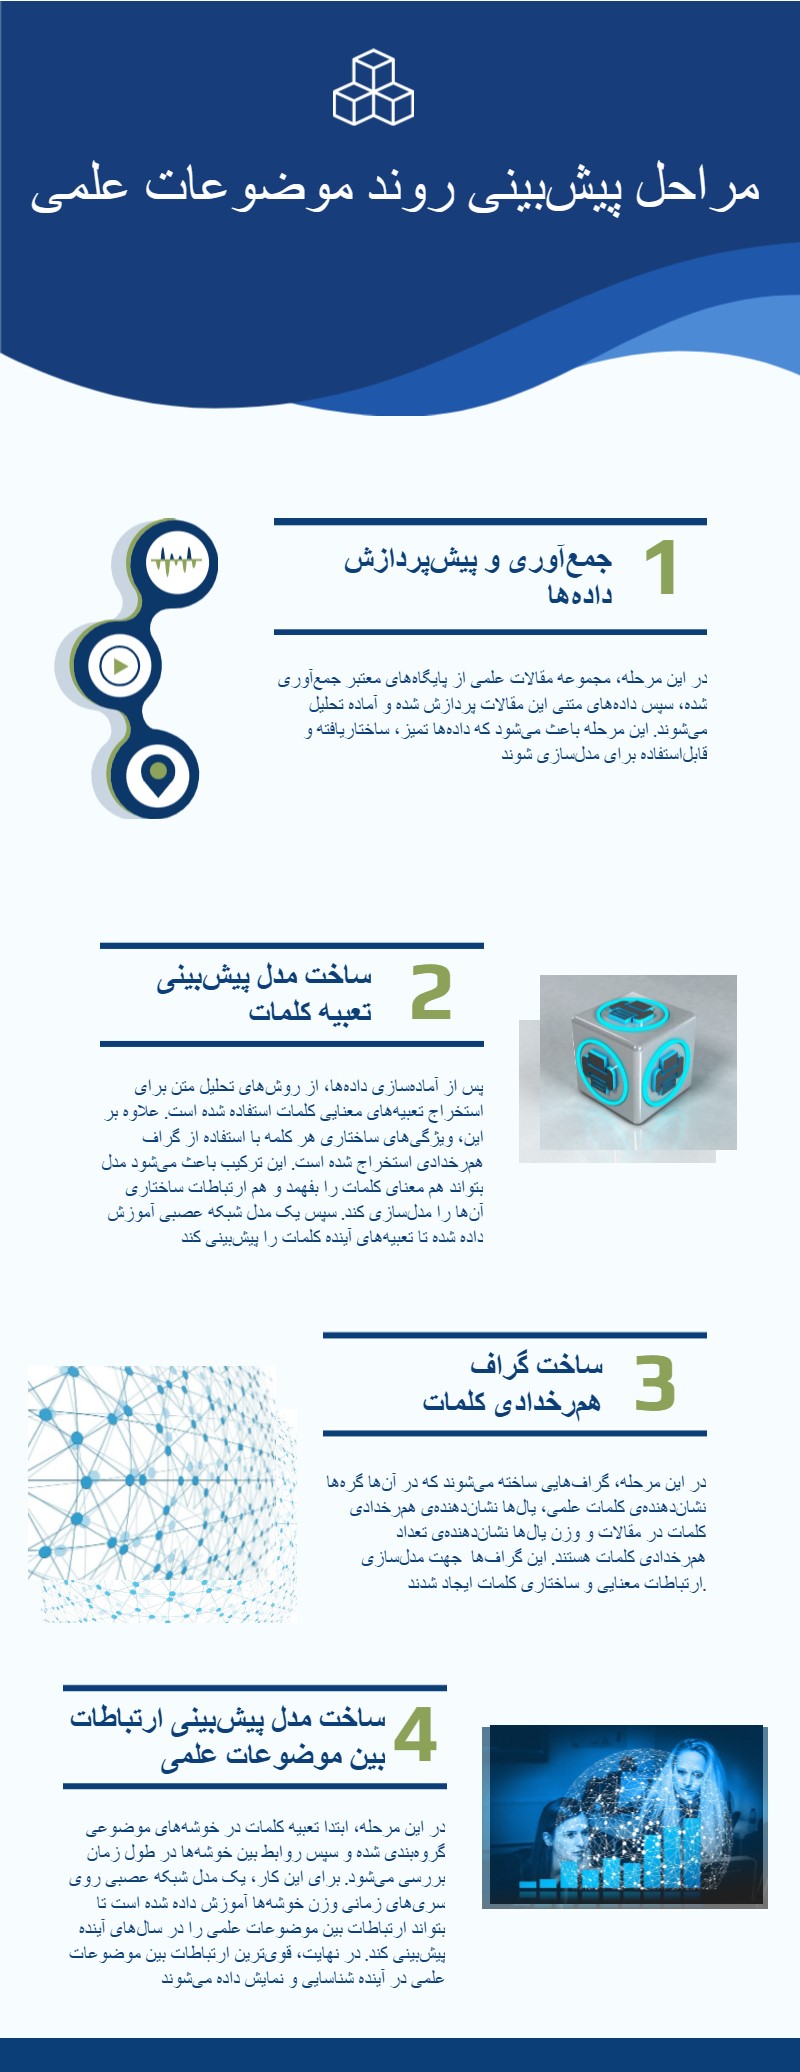 مراحل پیش‌بینی روند موضوعات علمی
1
جمع‌آوری و پیش‌پردازش
داده‌ها
در این مرحله، مجموعه مقالات علمی از پایگاه‌های معتبر جمع‌آوری
شده، سپس داده‌های متنی این مقالات پردازش شده و آماده تحلیل
می‌شوند. این مرحله باعث می‌شود که داده‌ها تمیز، ساختاریافته و
قابل‌استفاده برای مدل‌سازی شوند
2
ساخت مدل پیش‌بینی
تعبیه کلمات
پس از آماده‌سازی داده‌ها، از روش‌های تحلیل متن برای
استخراج تعبیه‌های معنایی کلمات استفاده شده است. علاوه بر
این، ویژگی‌های ساختاری هر کلمه با استفاده از گراف
هم‌رخدادی استخراج شده است. این ترکیب باعث می‌شود مدل
بتواند هم معنای کلمات را بفهمد و هم ارتباطات ساختاری
آن‌ها را مدل‌سازی کند. سپس یک مدل شبکه عصبی آموزش
داده شده تا تعبیه‌های آینده کلمات را پیش‌بینی کند
3
ساخت گراف
هم‌رخدادی کلمات
در این مرحله، گراف‌هایی ساخته می‌شوند که در آن‌ها گره‌ها
نشان‌دهنده‌ی کلمات علمی، یال‌ها نشان‌دهنده‌ی هم‌رخدادی
کلمات در مقالات و وزن یال‌ها نشان‌دهنده‌ی تعداد
هم‌رخدادی کلمات هستند. این گراف‌ها  جهت مدل‌سازی
.ارتباطات معنایی و ساختاری کلمات ایجاد شدند
4
ساخت مدل پیش‌بینی ارتباطات
بین موضوعات علمی
در این مرحله، ابتدا تعبیه کلمات در خوشه‌های موضوعی
گروه‌بندی شده و سپس روابط بین خوشه‌ها در طول زمان
بررسی می‌شود. برای این کار، یک مدل شبکه عصبی روی
سری‌های زمانی وزن خوشه‌ها آموزش داده شده است تا
بتواند ارتباطات بین موضوعات علمی را در سال‌های آینده
پیش‌بینی کند. در نهایت، قوی‌ترین ارتباطات بین موضوعات
علمی در آینده شناسایی و نمایش داده می‌شوند